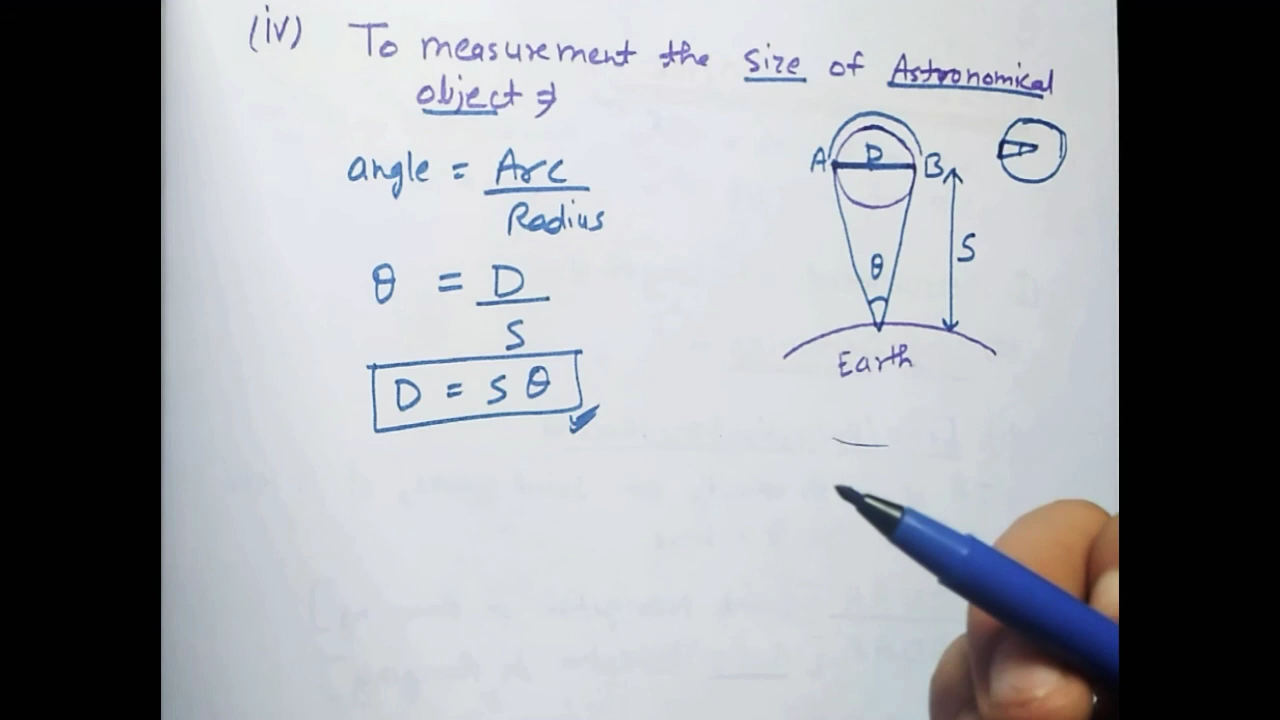 (iv) To measurement the size of Astronomical
object ⇒
angle = Arc
Radius
θ = D
S
D = S θ
A D B
S
θ
Earth